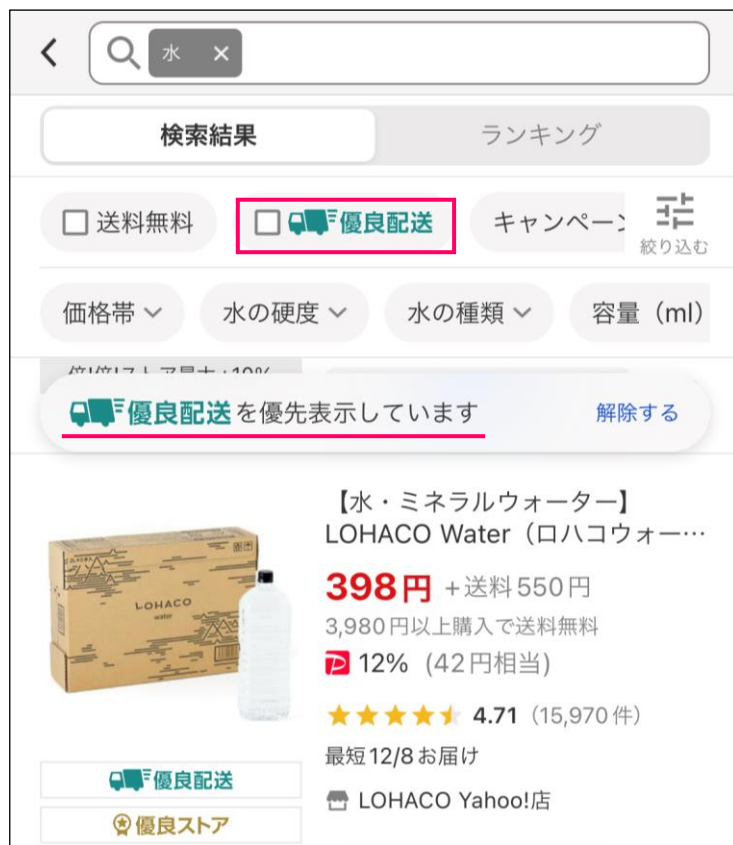 水 ×
検索結果
ランキング
送料無料
優良配送
キャンペーン
絞り込む
価格帯
水の硬度
水の種類
容量（ml）
優良配送を優先表示しています
解除する
【水・ミネラルウォーター】
LOHACO Water（ロハコウォー…
398円 +送料550円
3,980円以上購入で送料無料
12%（42円相当）
4.71（15,970件）
最短12/8お届け
LOHACO Yahoo!店
LOHACO
water
優良配送
優良ストア